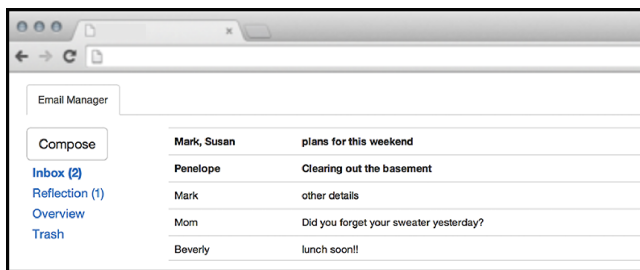 Email Manager
Compose
Inbox (2)
Reflection (1)
Overview
Trash
Mark, Susan plans for this weekend
Penelope Clearing out the basement
Mark other details
Mom Did you forget your sweater yesterday?
Beverly lunch soon!!